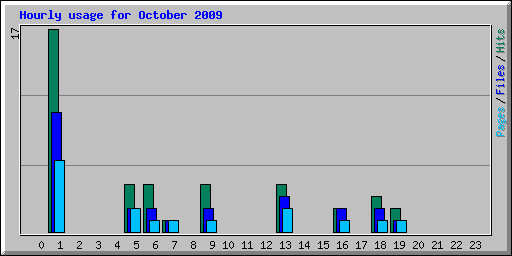 Hourly usage for October 2009
17
Pages/Files/Hits
0 1 2 3 4 5 6 7 8 9 10 11 12 13 14 15 16 17 18 19 20 21 22 23